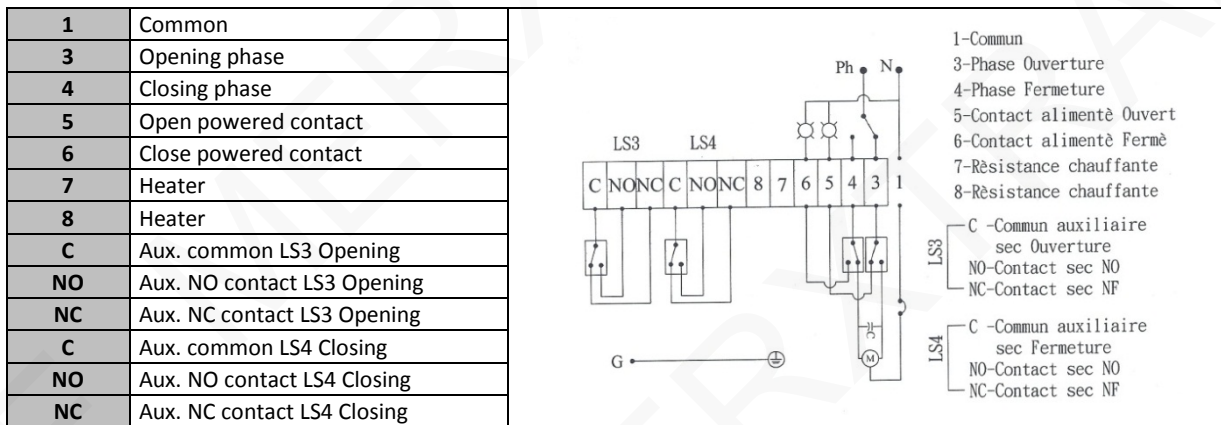 1 Common
3 Opening phase
4 Closing phase
5 Open powered contact
6 Close powered contact
7 Heater
8 Heater
C Aux. common LS3 Opening
NO Aux. NO contact LS3 Opening
NC Aux. NC contact LS3 Opening
C Aux. common LS4 Closing
NO Aux. NO contact LS4 Closing
NC Aux. NC contact LS4 Closing
Ph N
LS3 LS4
C NO NC C NO NC 8 7 6 5 4 3 1
C
M
G
1-Commun
3-Phase Ouverture
4-Phase Fermeture
5-Contact alimentè Ouvert
6-Contact alimentè Fermè
7-Rèsistance chauffante
8-Rèsistance chauffante
LS3
C -Commun auxiliaire
sec Ouverture
NO-Contact sec NO
NC-Contact sec NF
LS4
C -Commun auxiliaire
sec Fermeture
NO-Contact sec NO
NC-Contact sec NF